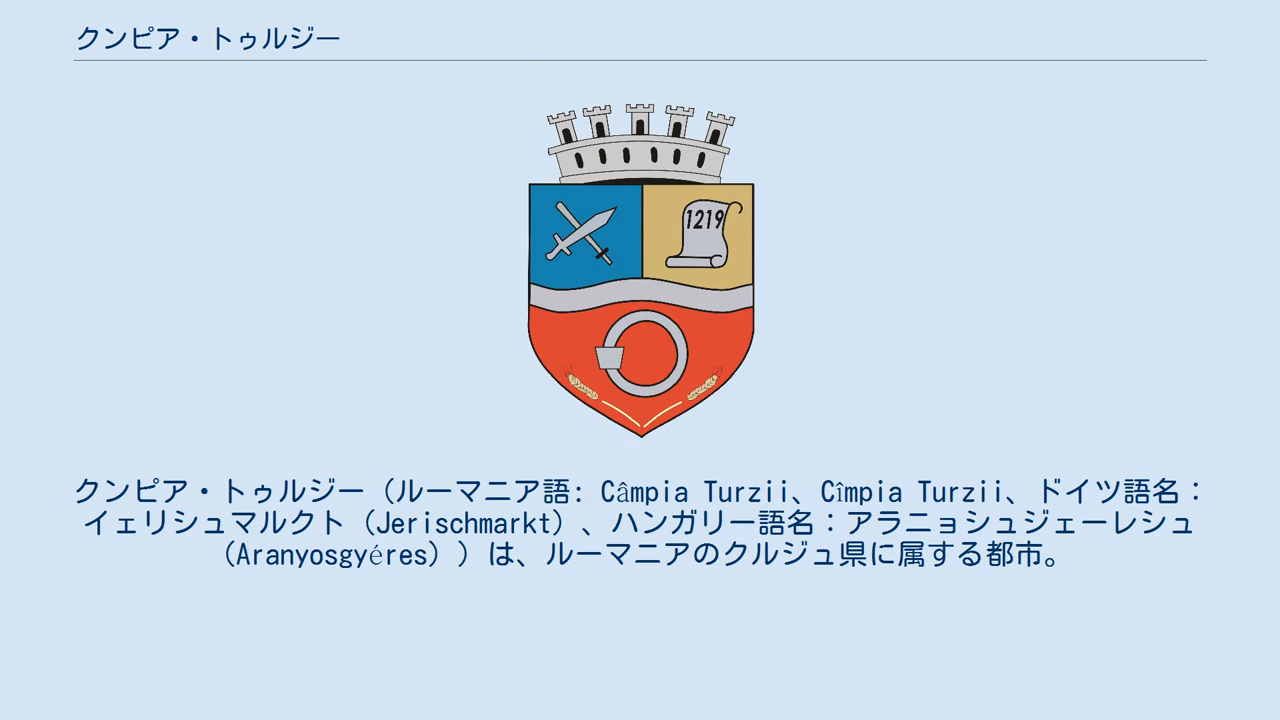 クンピア・トゥルジー
1219
クンピア・トゥルジー（ルーマニア語: Câmpia Turzii、Cîmpia Turzii、ドイツ語名：
イェリシュマルクト（Jerischmarkt）、ハンガリー語名：アラニョシュジェーレシュ
（Aranyosgyéres））は、ルーマニアのクルジュ県に属する都市。